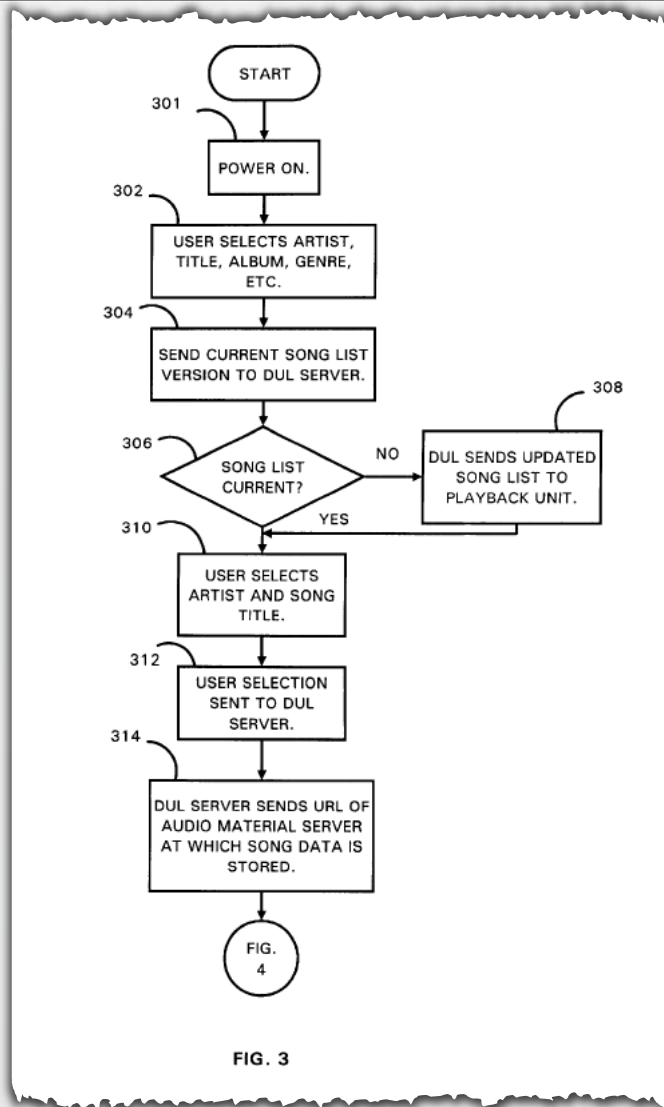 START
301
POWER ON.
302
USER SELECTS ARTIST,
TITLE, ALBUM, GENRE,
ETC.
304
SEND CURRENT SONG LIST
VERSION TO DUL SERVER.
306
SONG LIST
CURRENT?
NO
308
DUL SENDS UPDATED
SONG LIST TO
PLAYBACK UNIT.
YES
310
USER SELECTS
ARTIST AND SONG
TITLE.
312
USER SELECTION
SENT TO DUL
SERVER.
314
DUL SERVER SENDS URL OF
AUDIO MATERIAL SERVER
AT WHICH SONG DATA IS
STORED.
FIG.
4
FIG. 3